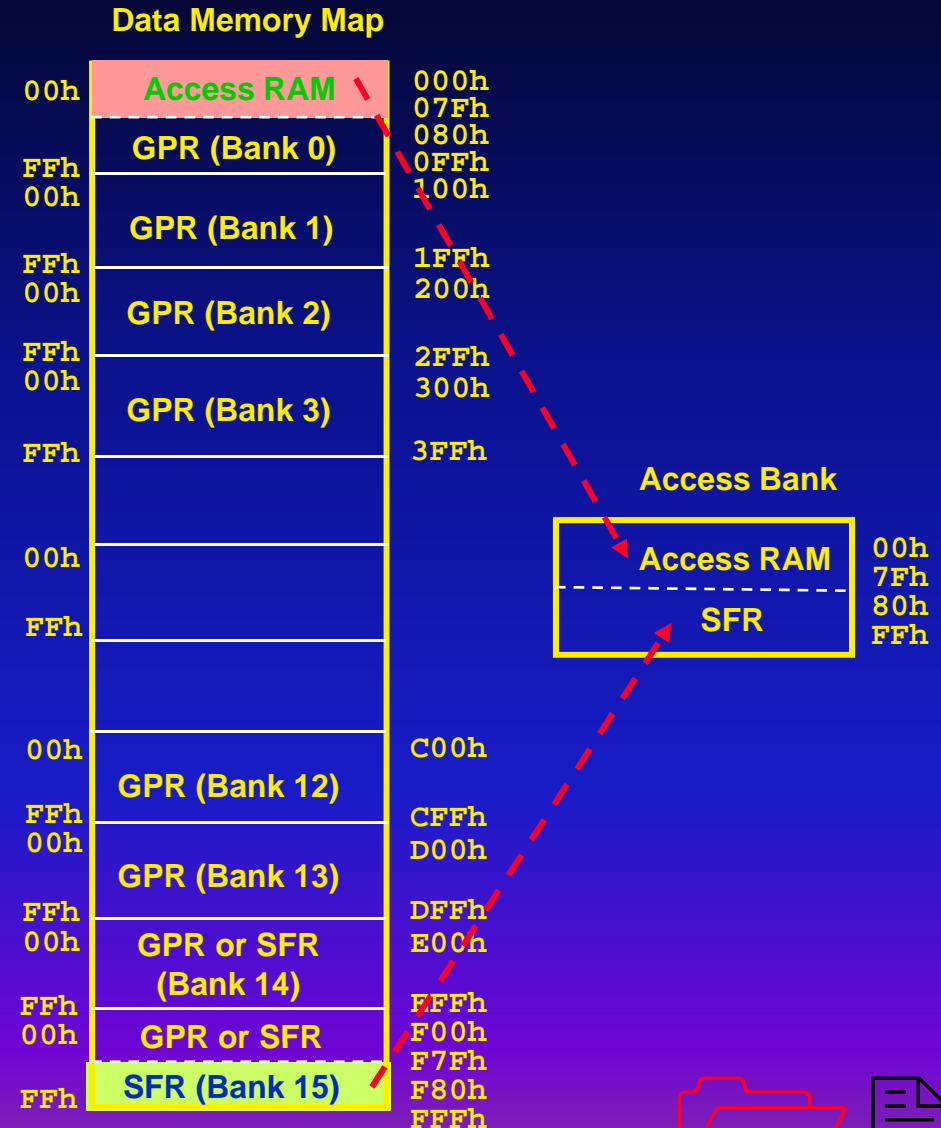 Data Memory Map
00h
Access RAM
000h
07Fh
080h
GPR (Bank 0)
FFh
0FFh
00h
100h
GPR (Bank 1)
FFh
1FFh
00h
200h
GPR (Bank 2)
FFh
2FFh
00h
300h
GPR (Bank 3)
FFh
3FFh
Access Bank
00h
Access RAM
00h
7Fh
80h
SFR
FFh
FFh
00h
C00h
GPR (Bank 12)
FFh
CFFh
00h
D00h
GPR (Bank 13)
FFh
DFFh
00h
GPR or SFR
E00h
(Bank 14)
FFh
00h
GPR or SFR
F00h
F7Fh
SFR (Bank 15)
F80h
FFh
FFFh